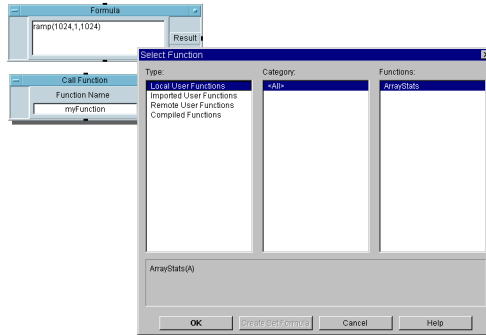 Formula
ramp(1024,1,1024)
Result
Call Function
Function Name
myFunction
Select Function
Type:
Category:
Functions:
Local User Functions
Imported User Functions
Remote User Functions
Compiled Functions
<All>
ArrayStats
ArrayStats(A)
OK
Create Get Formula
Cancel
Help